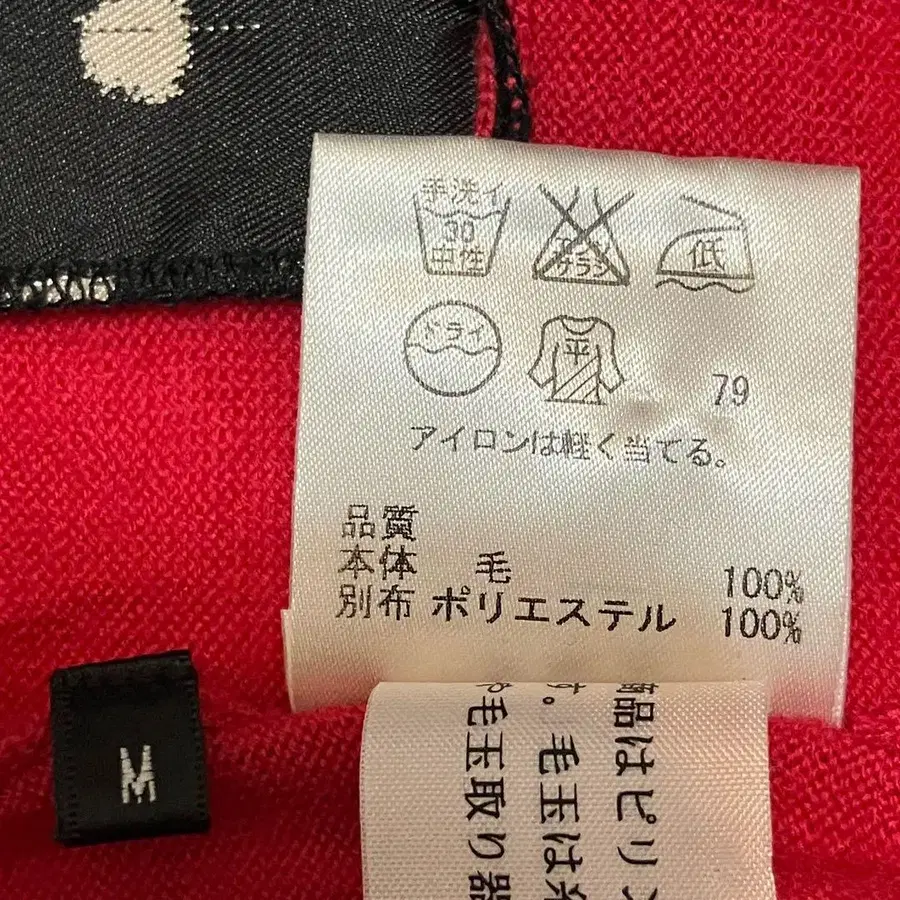 手洗イ
30
中性
エンソ
サラシ
低
ドライ
平
79
アイロンは軽く当てる。
品質
本体 毛 100%
別布 ポリエステル 100%
M
商品はピリン
す。毛玉は糸
や毛玉取り器